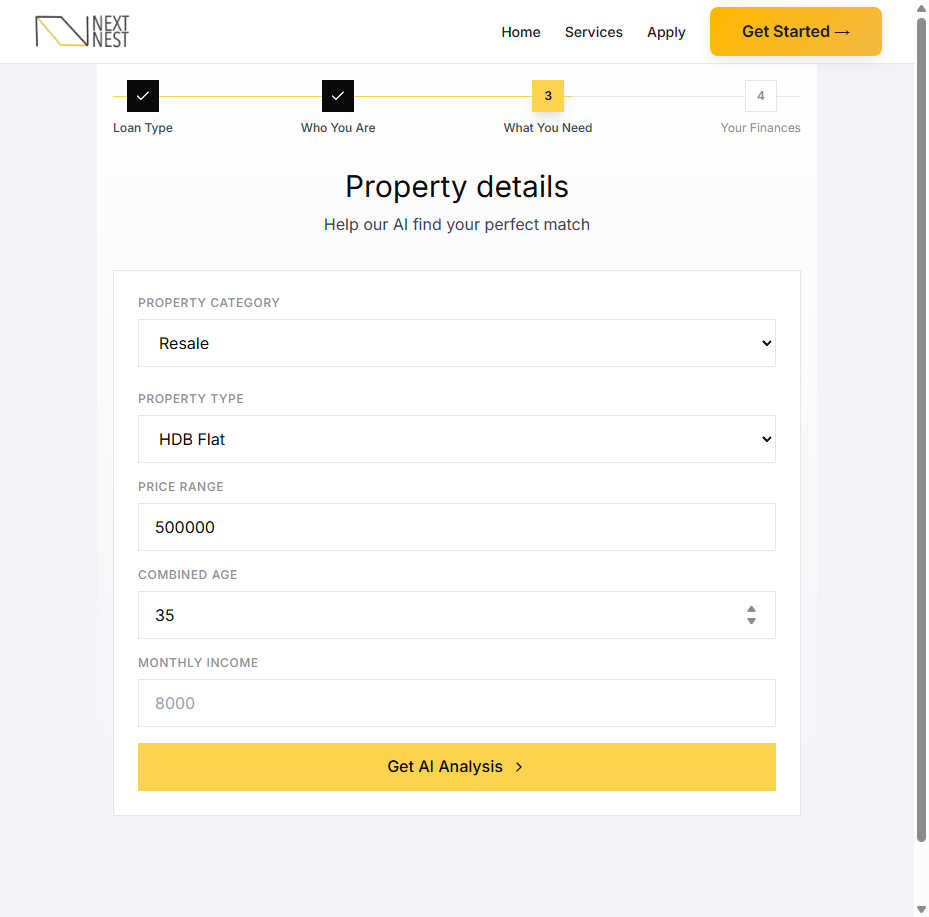 NEXT
NEST
Home Services Apply Get Started →
3 4
Loan Type Who You Are What You Need Your Finances
Property details
Help our AI find your perfect match
PROPERTY CATEGORY
Resale
PROPERTY TYPE
HDB Flat
PRICE RANGE
500000
COMBINED AGE
35
MONTHLY INCOME
8000
Get AI Analysis